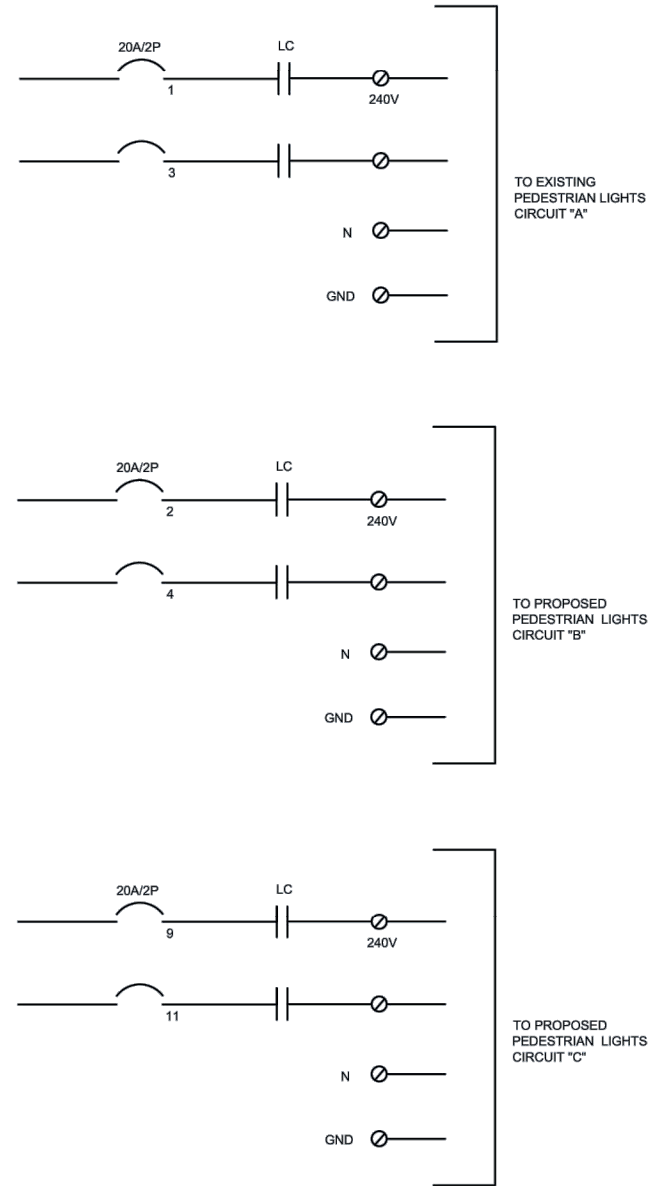 20A/2P
LC
1
240V
3
TO EXISTING
PEDESTRIAN LIGHTS
CIRCUIT "A"
N
GND
20A/2P
LC
2
240V
4
TO PROPOSED
PEDESTRIAN LIGHTS
CIRCUIT "B"
N
GND
20A/2P
LC
9
240V
11
TO PROPOSED
PEDESTRIAN LIGHTS
CIRCUIT "C"
N
GND